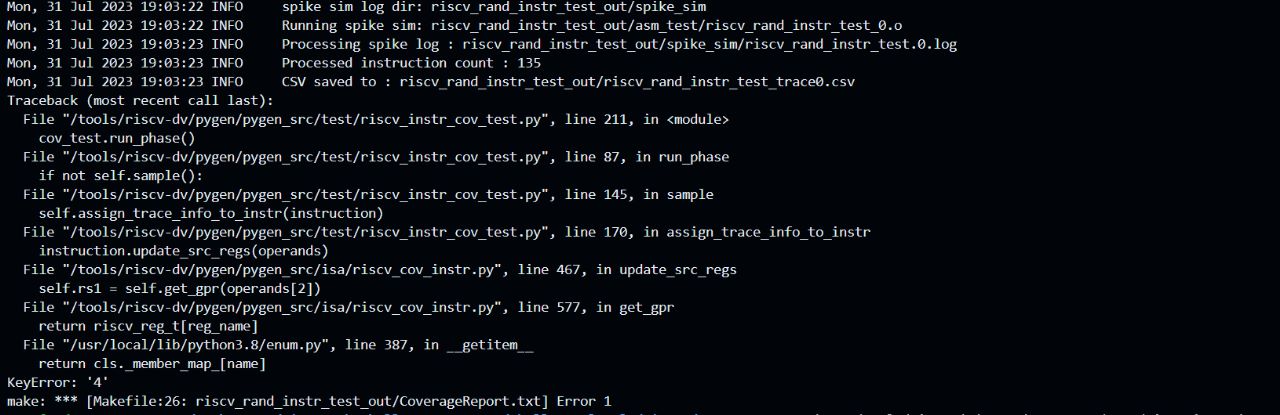 Mon, 31 Jul 2023 19:03:22 INFO     spike sim log dir: riscv_rand_instr_test_out/spike_sim
Mon, 31 Jul 2023 19:03:22 INFO     Running spike sim: riscv_rand_instr_test_out/asm_test/riscv_rand_instr_test_0.o
Mon, 31 Jul 2023 19:03:23 INFO     Processing spike log : riscv_rand_instr_test_out/spike_sim/riscv_rand_instr_test.0.log
Mon, 31 Jul 2023 19:03:23 INFO     Processed instruction count : 135
Mon, 31 Jul 2023 19:03:23 INFO     CSV saved to : riscv_rand_instr_test_out/riscv_rand_instr_test_trace0.csv
Traceback (most recent call last):
  File "/tools/riscv-dv/pygen/pygen_src/test/riscv_instr_cov_test.py", line 211, in <module>
    cov_test.run_phase()
  File "/tools/riscv-dv/pygen/pygen_src/test/riscv_instr_cov_test.py", line 87, in run_phase
    if not self.sample():
  File "/tools/riscv-dv/pygen/pygen_src/test/riscv_instr_cov_test.py", line 145, in sample
    self.assign_trace_info_to_instr(instruction)
  File "/tools/riscv-dv/pygen/pygen_src/test/riscv_instr_cov_test.py", line 170, in assign_trace_info_to_instr
    instruction.update_src_regs(operands)
  File "/tools/riscv-dv/pygen/pygen_src/isa/riscv_cov_instr.py", line 467, in update_src_regs
    self.rs1 = self.get_gpr(operands[2])
  File "/tools/riscv-dv/pygen/pygen_src/isa/riscv_cov_instr.py", line 577, in get_gpr
    return riscv_reg_t[reg_name]
  File "/usr/local/lib/python3.8/enum.py", line 387, in __getitem__
    return cls._member_map_[name]
KeyError: '4'
make: *** [Makefile:26: riscv_rand_instr_test_out/CoverageReport.txt] Error 1